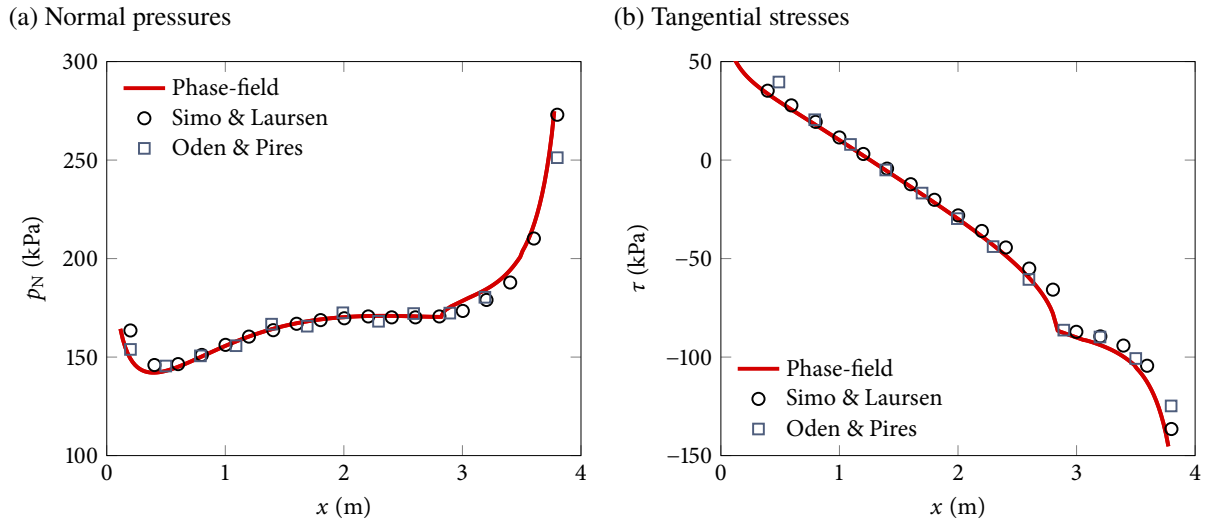 (a) Normal pressures
300
250
200
150
100
0
1
2
3
4
p_N (kPa)
x (m)
Phase-field
Simo & Laursen
Oden & Pires
(b) Tangential stresses
50
0
−50
−100
−150
0
1
2
3
4
τ (kPa)
x (m)
Phase-field
Simo & Laursen
Oden & Pires